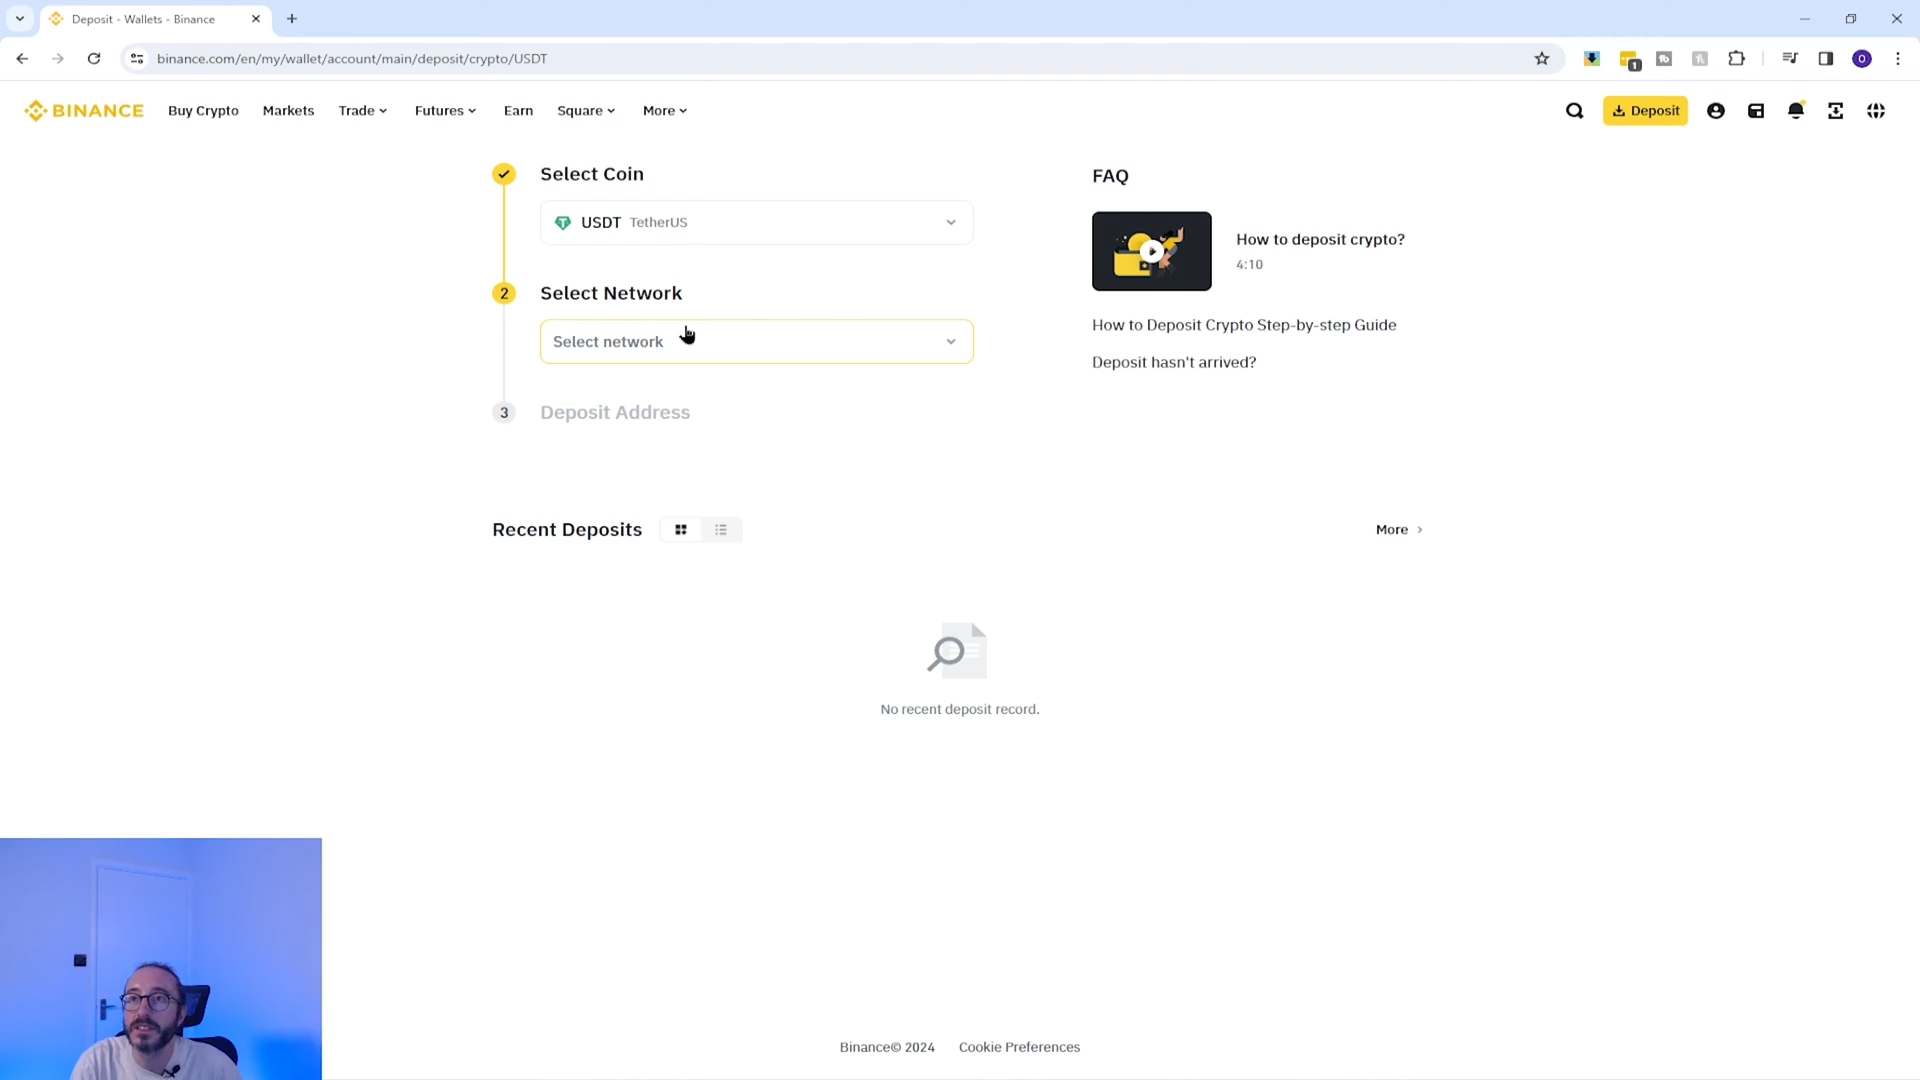 Deposit - Wallets - Binance
binance.com/en/my/wallet/account/main/deposit/crypto/USDT
1
O
BINANCE
Buy Crypto
Markets
Trade
Futures
Earn
Square
More
Deposit
Select Coin
USDT TetherUS
2
Select Network
Select network
3
Deposit Address
FAQ
How to deposit crypto?
4:10
How to Deposit Crypto Step-by-step Guide
Deposit hasn't arrived?
Recent Deposits
More
No recent deposit record.
Binance© 2024
Cookie Preferences